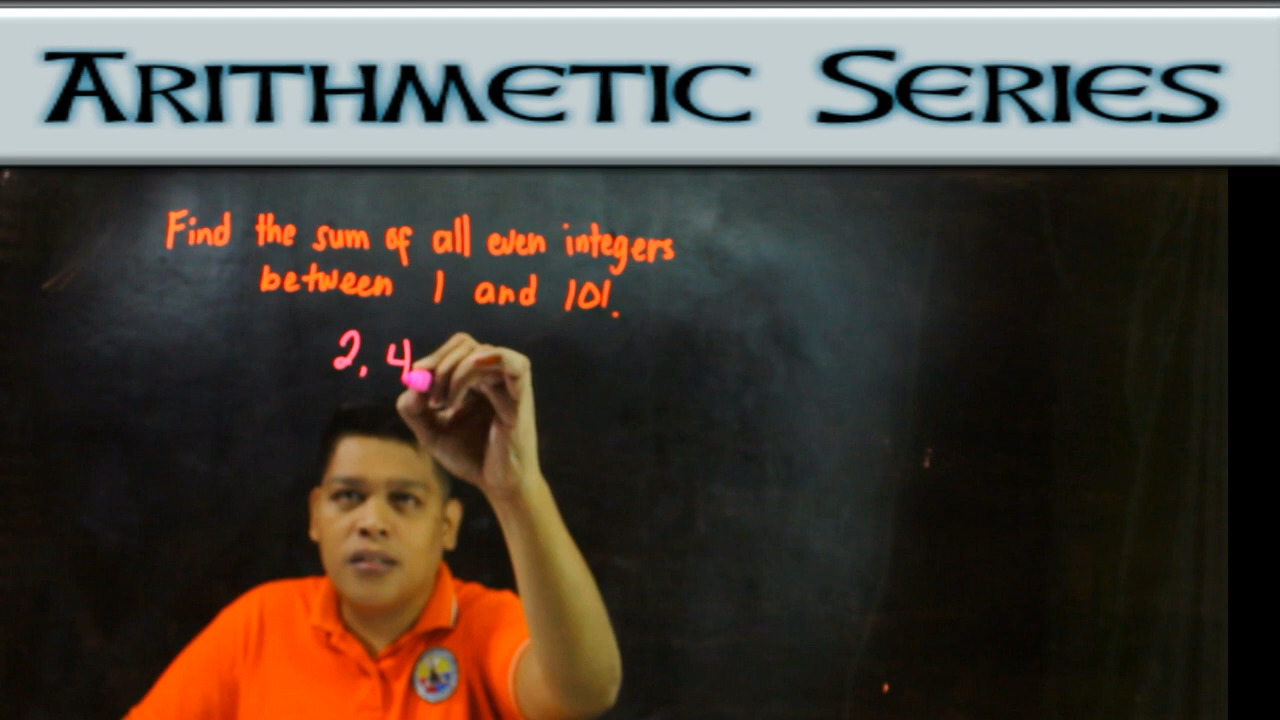 Arithmetic Series
Find the sum of all even integers
between 1 and 101.
2, 4